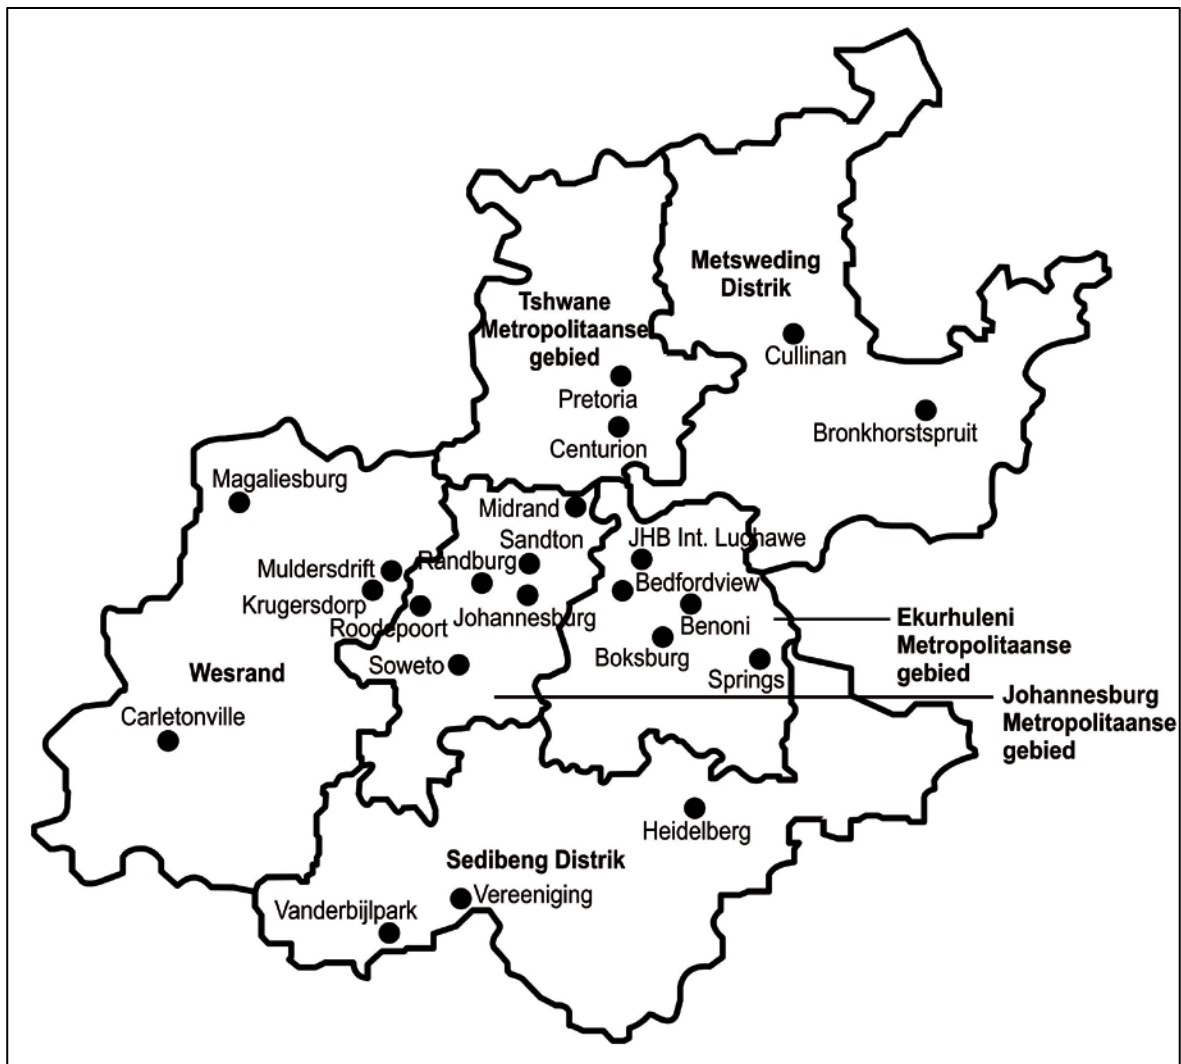 Metsweding
Distrik
Tshwane
Metropolitaanse
gebied
Cullinan
Pretoria
Bronkhorstspruit
Centurion
Magaliesburg
Midrand
Sandton
JHB Int. Lughawe
Randburg
Muldersdrift
Bedfordview
Krugersdorp
Johannesburg
Roodepoort
Benoni
Ekurhuleni
Metropolitaanse
gebied
Boksburg
Soweto
Springs
Wesrand
Johannesburg
Metropolitaanse
gebied
Carletonville
Heidelberg
Sedibeng Distrik
Vereeniging
Vanderbijlpark